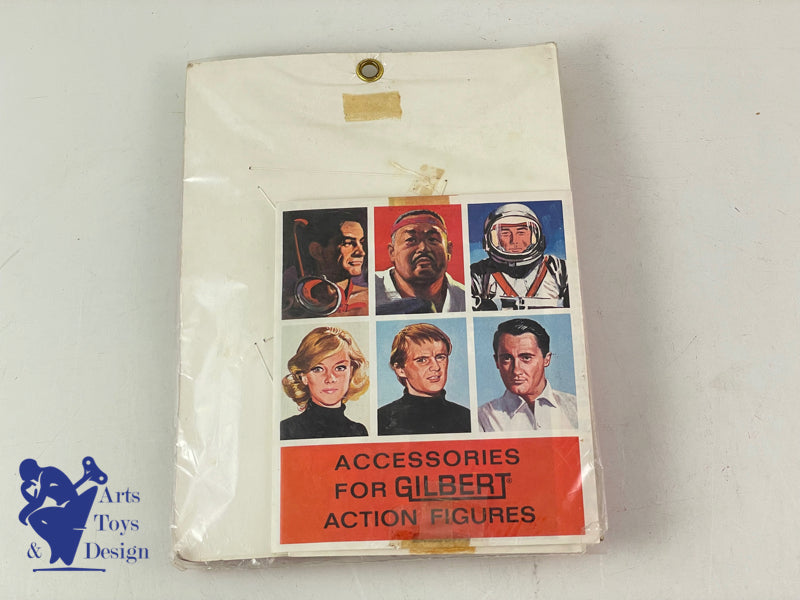 ACCESSORIES
FOR GILBERT®
ACTION FIGURES
Arts
Toys
& Design